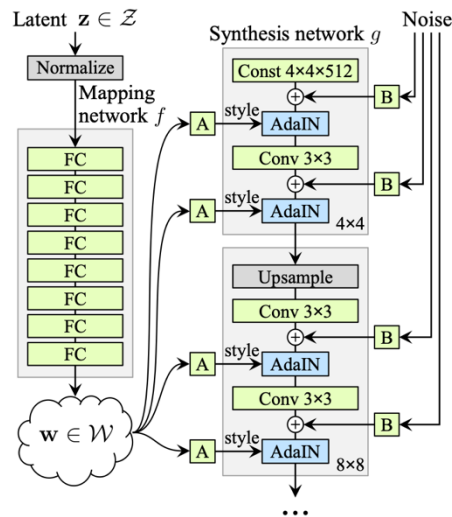 Latent z ∈ 𝒵
Normalize
Mapping
network f
FC
FC
FC
FC
FC
FC
FC
FC
w ∈ 𝒲
Synthesis network g
Noise
Const 4×4×512
B
A
style
AdaIN
Conv 3×3
B
A
style
AdaIN
4×4
Upsample
Conv 3×3
B
A
style
AdaIN
Conv 3×3
B
A
style
AdaIN
8×8
...